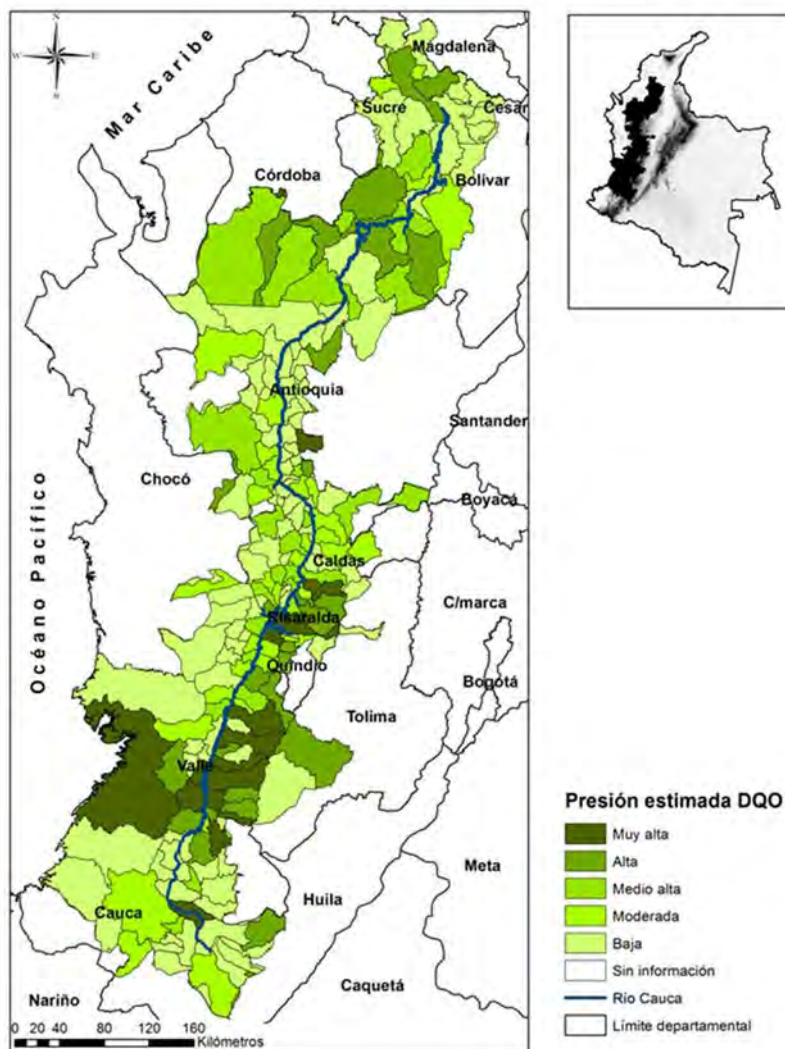 N
W E
S
Mar Caribe
Océano Pacífico
Magdalena
Sucre
Cesar
Córdoba
Bolívar
Antioquia
Santander
Chocó
Boyacá
Caldas
C/marca
Risaralda
Quindío
Bogotá
Tolima
Valle
Meta
Huila
Cauca
Caquetá
Nariño
0 20 40 80 120 160
Kilómetros
Presión estimada DQO
Muy alta
Alta
Medio alta
Moderada
Baja
Sin información
Rio Cauca
Límite departamental